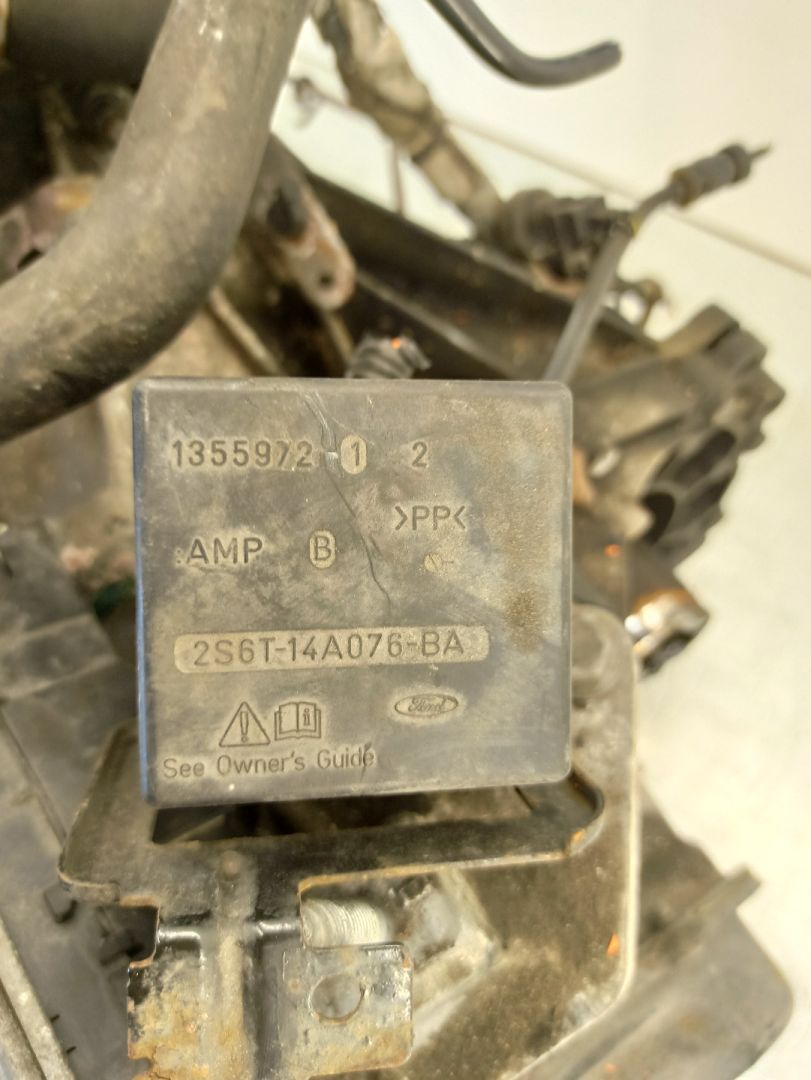 1355972-1 2
>PP<
:AMP B
2S6T-14A076-BA
Ford
See Owner's Guide